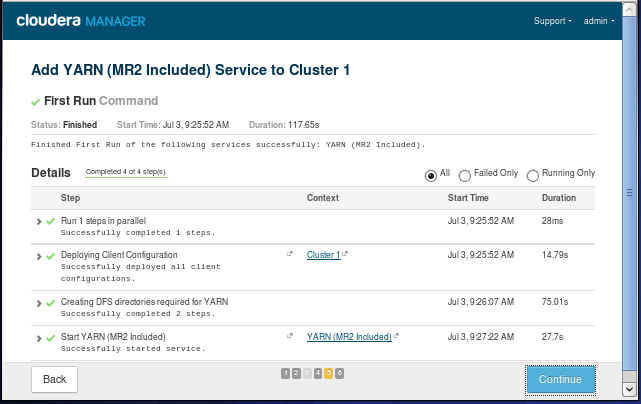 cloudera MANAGER
Support
admin
Add YARN (MR2 Included) Service to Cluster 1
First Run Command
Status: Finished Start Time: Jul 3, 9:25:52 AM Duration: 117.65s
Finished First Run of the following services successfully: YARN (MR2 Included).
Details Completed 4 of 4 step(s). All Failed Only Running Only
Step Context Start Time Duration
Run 1 steps in parallel Jul 3, 9:25:52 AM 28ms
Successfully completed 1 steps.
Deploying Client Configuration Cluster 1 Jul 3, 9:25:52 AM 14.79s
Successfully deployed all client
configurations.
Creating DFS directories required for YARN Jul 3, 9:26:07 AM 75.01s
Successfully completed 2 steps.
Start YARN (MR2 Included) YARN (MR2 Included) Jul 3, 9:27:22 AM 27.7s
Successfully started service.
Back 1 2 3 4 5 6 Continue